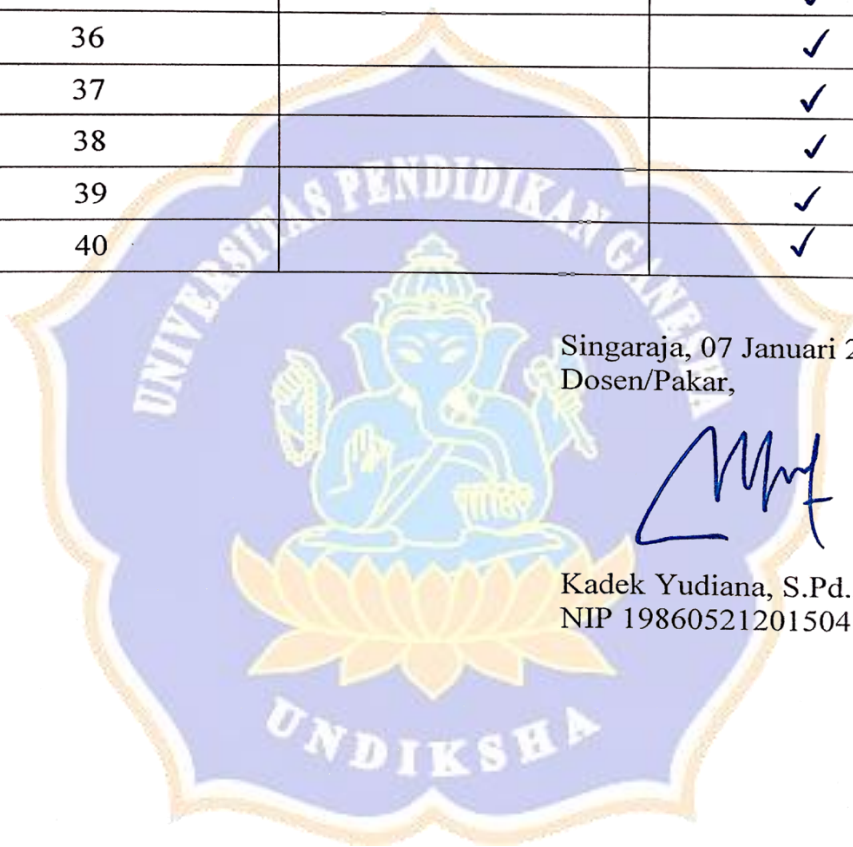 36 ✓
37 ✓
38 ✓
39 ✓
40 ✓
UNIVERSITAS PENDIDIKAN GANESHA
Singaraja, 07 Januari 2
Dosen/Pakar,
Kadek Yudiana, S.Pd.
NIP 19860521201504
UNDIKSHA